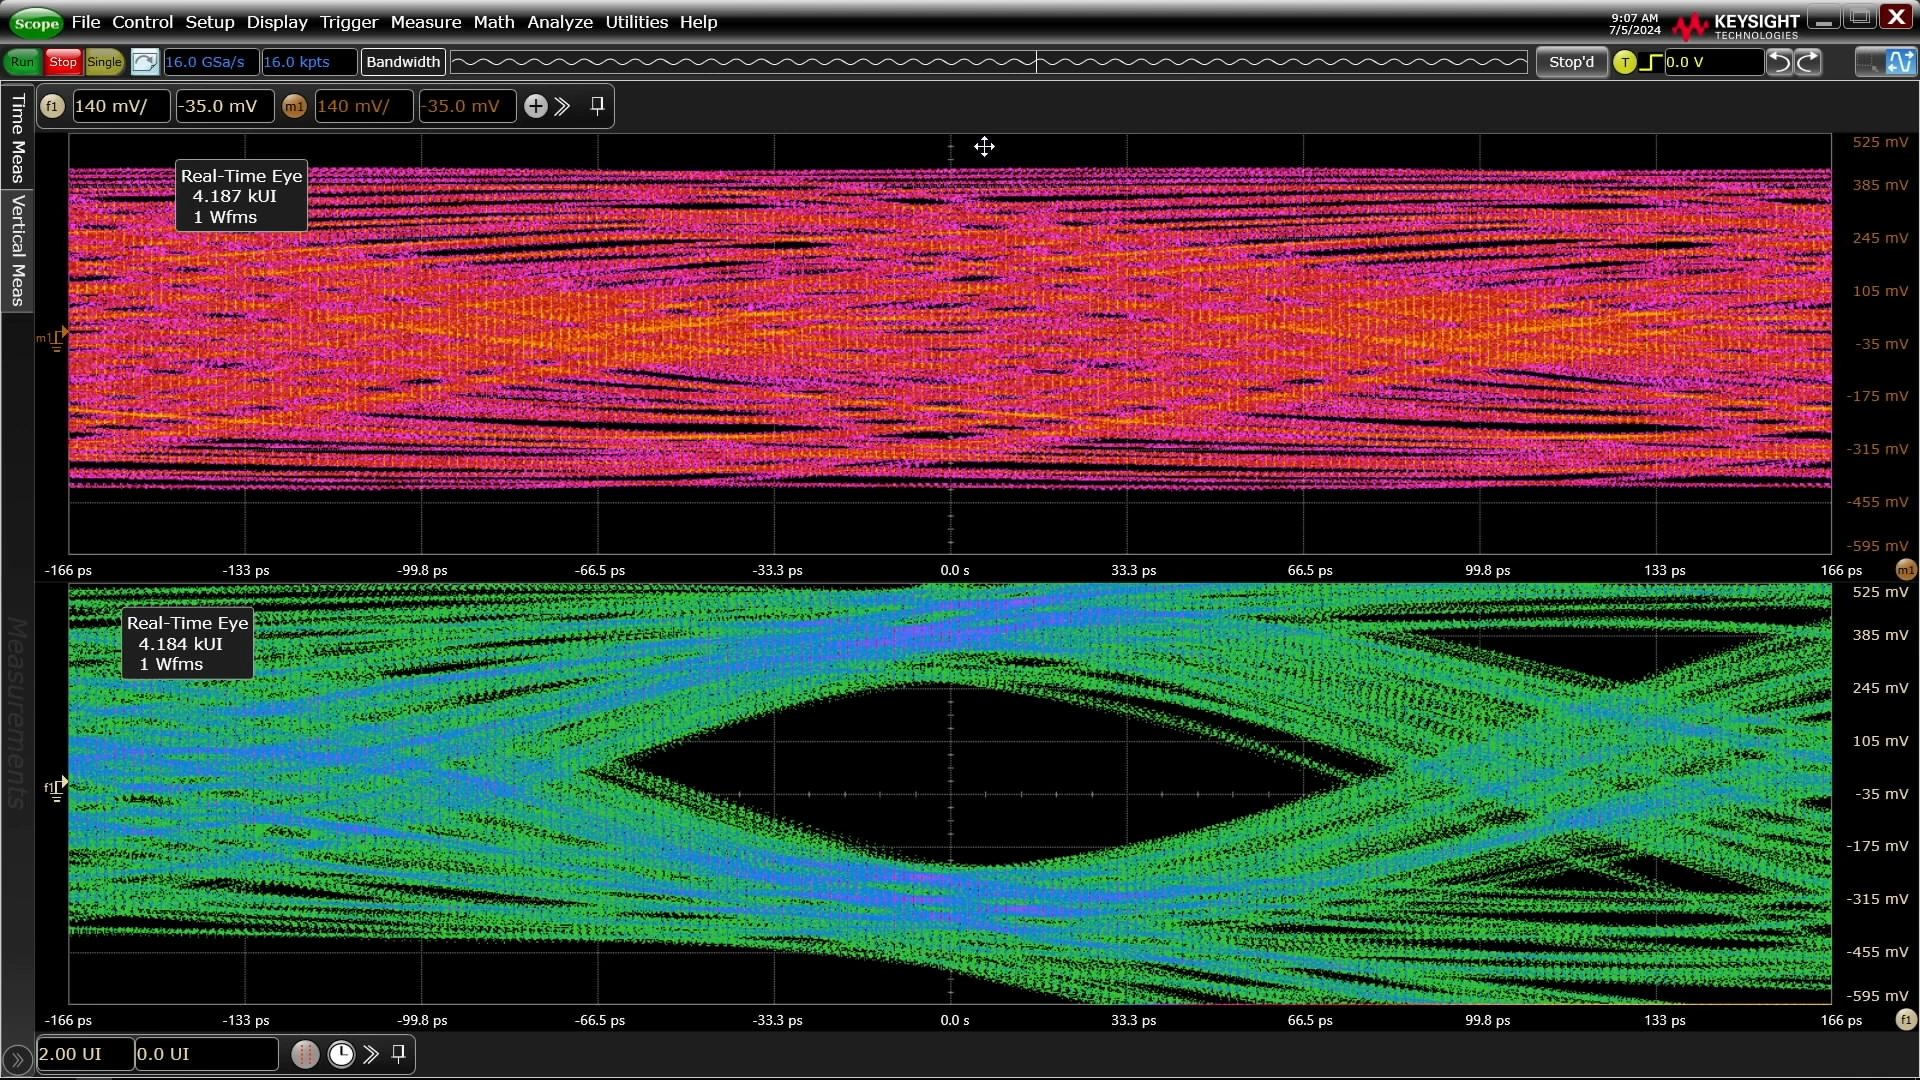 Scope File Control Setup Display Trigger Measure Math Analyze Utilities Help
9:07 AM
7/5/2024
KEYSIGHT
TECHNOLOGIES
Run Stop Single 16.0 GSa/s 16.0 kpts Bandwidth Stop'd T 0.0 V
f1 140 mV/ -35.0 mV m1 140 mV/ -35.0 mV
Time Meas
Vertical Meas
Measurements
Real-Time Eye
4.187 kUI
1 Wfms
525 mV
385 mV
245 mV
105 mV
-35 mV
-175 mV
-315 mV
-455 mV
-595 mV
m1
-166 ps -133 ps -99.8 ps -66.5 ps -33.3 ps 0.0 s 33.3 ps 66.5 ps 99.8 ps 133 ps 166 ps m1
Real-Time Eye
4.184 kUI
1 Wfms
525 mV
385 mV
245 mV
105 mV
-35 mV
-175 mV
-315 mV
-455 mV
-595 mV
f1
-166 ps -133 ps -99.8 ps -66.5 ps -33.3 ps 0.0 s 33.3 ps 66.5 ps 99.8 ps 133 ps 166 ps f1
2.00 UI 0.0 UI